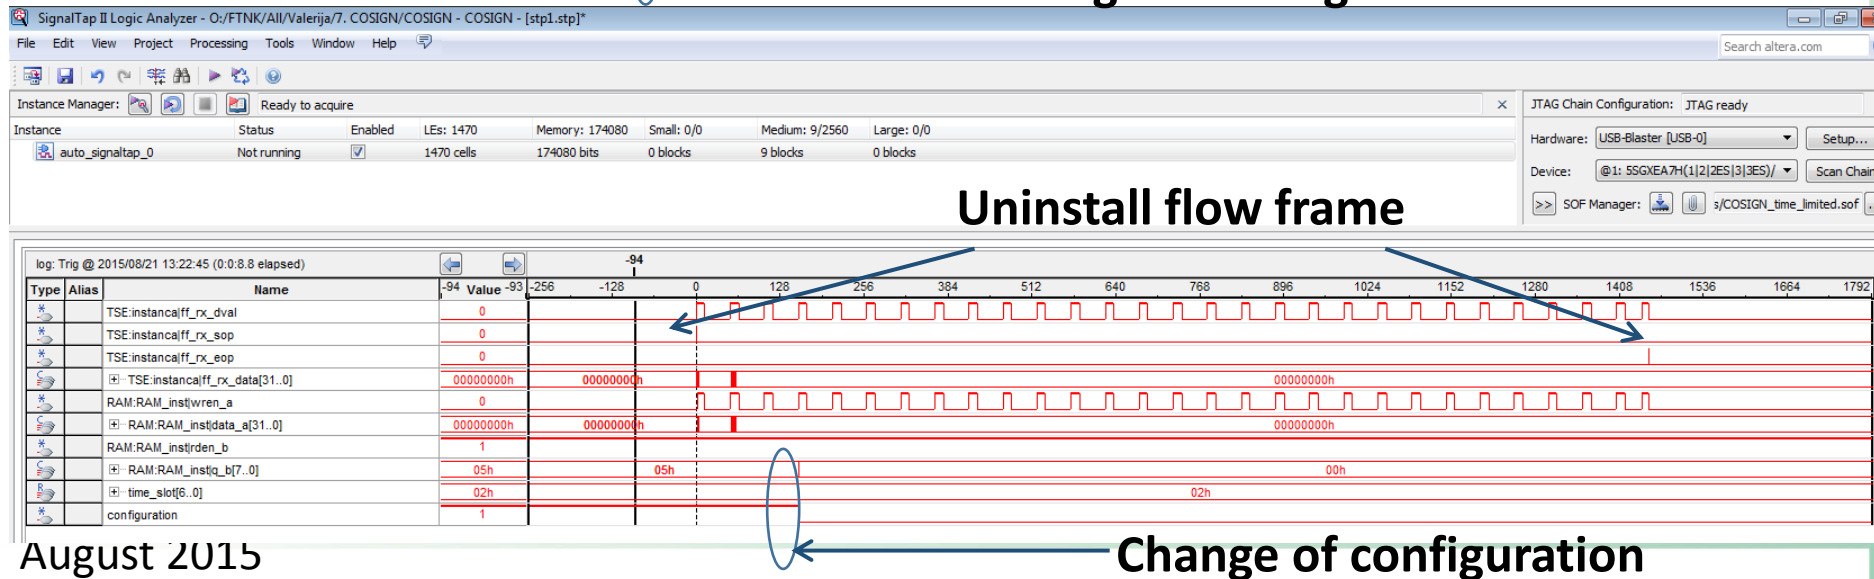 SignalTap II Logic Analyzer - O:/FTNK/All/Valerija/7. COSIGN/COSIGN - COSIGN - [stp1.stp]*
File Edit View Project Processing Tools Window Help
Search altera.com
Instance Manager: Ready to acquire
JTAG Chain Configuration: JTAG ready
Instance Status Enabled LEs: 1470 Memory: 174080 Small: 0/0 Medium: 9/2560 Large: 0/0
auto_signaltap_0 Not running 1470 cells 174080 bits 0 blocks 9 blocks 0 blocks
Hardware: USB-Blaster [USB-0] Setup...
Device: @1: 5SGXEA7H(1|2|2ES|3|3ES)/ Scan Chain
>> SOF Manager: s/COSIGN_time_limited.sof
Uninstall flow frame
log: Trig @ 2015/08/21 13:22:45 (0:0:8.8 elapsed) -94
Type Alias Name -94 Value -93 -256 -128 0 128 256 384 512 640 768 896 1024 1152 1280 1408 1536 1664 1792
TSE:instanca|ff_rx_dval 0
TSE:instanca|ff_rx_sop 0
TSE:instanca|ff_rx_eop 0
TSE:instanca|ff_rx_data[31..0] 00000000h 00000000h 00000000h
RAM:RAM_inst|wren_a 0
RAM:RAM_inst|data_a[31..0] 00000000h 00000000h 00000000h
RAM:RAM_inst|rden_b 1
RAM:RAM_inst|q_b[7..0] 05h 05h 00h
time_slot[6..0] 02h 02h
configuration 1
August 2015
Change of configuration